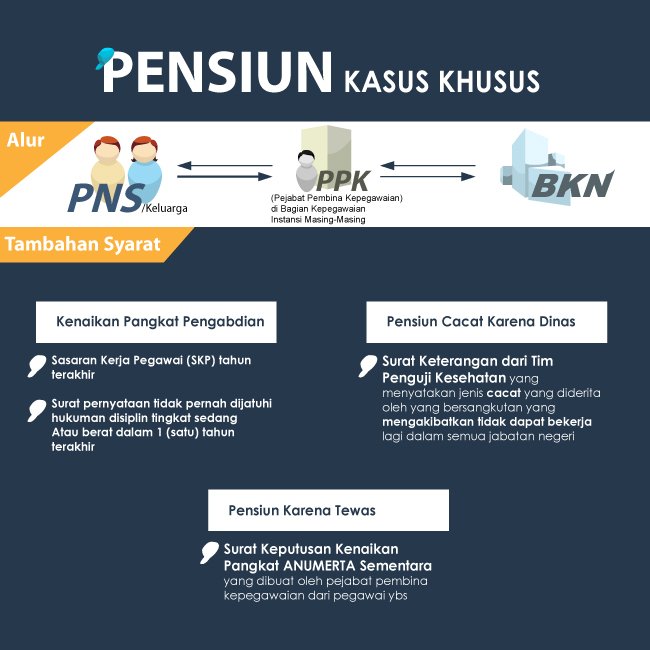 PENSIUN KASUS KHUSUS
Alur
PNS/Keluarga
PPK
(Pejabat Pembina Kepegawaian)
di Bagian Kepegawaian
Instansi Masing-Masing
BKN
Tambahan Syarat
Kenaikan Pangkat Pengabdian
Sasaran Kerja Pegawai (SKP) tahun
terakhir
Surat pernyataan tidak pernah dijatuhi
hukuman disiplin tingkat sedang
Atau berat dalam 1 (satu) tahun
terakhir
Pensiun Cacat Karena Dinas
Surat Keterangan dari Tim
Penguji Kesehatan yang
menyatakan jenis cacat yang diderita
oleh yang bersangkutan yang
mengakibatkan tidak dapat bekerja
lagi dalam semua jabatan negeri
Pensiun Karena Tewas
Surat Keputusan Kenaikan
Pangkat ANUMERTA Sementara
yang dibuat oleh pejabat pembina
kepegawaian dari pegawai ybs